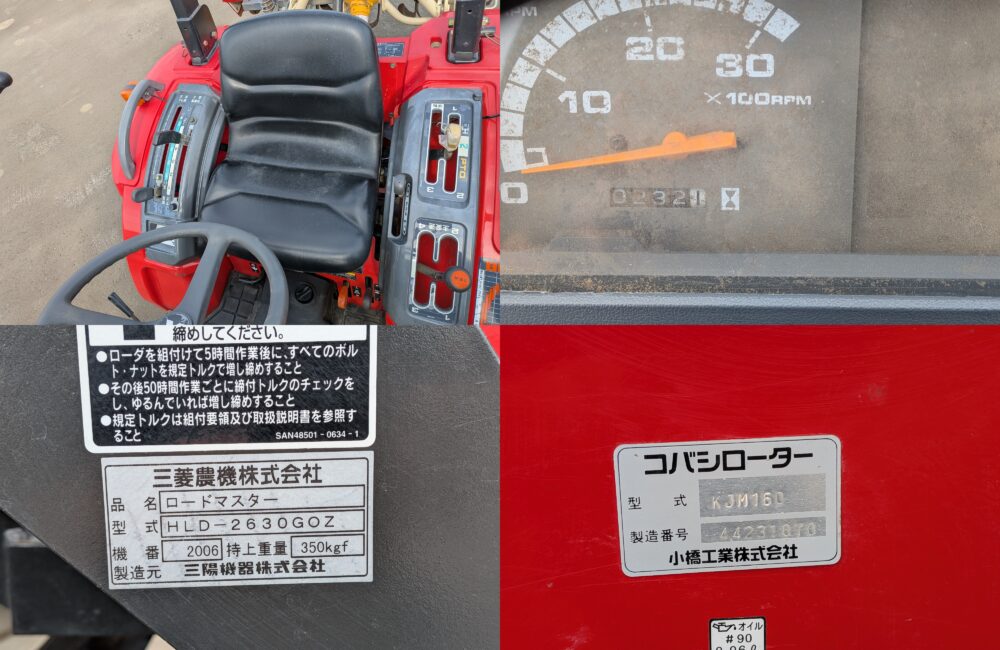 PTO
RPM
0
10
20
30
×100RPM
02321
締めしてください。
●ローダを組付けて5時間作業後に、すべてのボル
ト・ナットを規定トルクで増し締めすること
●その後50時間作業ごとに締付トルクのチェックを
し、ゆるんでいれば増し締めすること
●規定トルクは組付要領及び取扱説明書を参照す
ること
SAN48501-0634-1
三菱農機株式会社
品名 ロードマスター
型式 HLD-2630GOZ
機番 2006 持上重量 350kgf
製造元 三陽機器株式会社
コバシローター
型式 KJM160
製造番号 44231870
小橋工業株式会社
オイル
#90